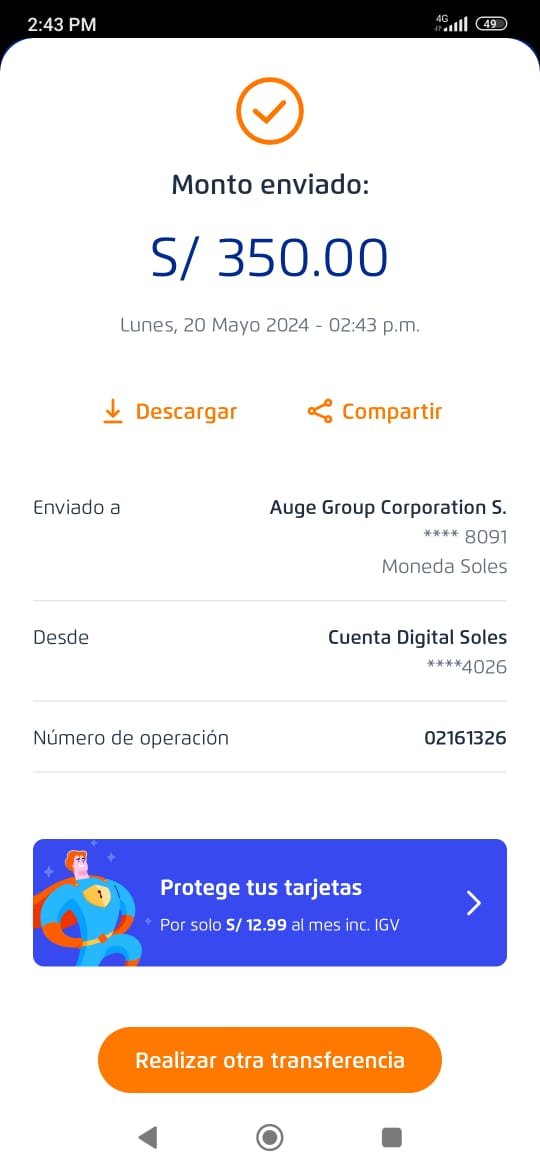 2:43 PM
4G
49
Monto enviado:
S/ 350.00
Lunes, 20 Mayo 2024 - 02:43 p.m.
Descargar
Compartir
Enviado a
Auge Group Corporation S.
**** 8091
Moneda Soles
Desde
Cuenta Digital Soles
****4026
Número de operación
02161326
Protege tus tarjetas
Por solo S/ 12.99 al mes inc. IGV
Realizar otra transferencia